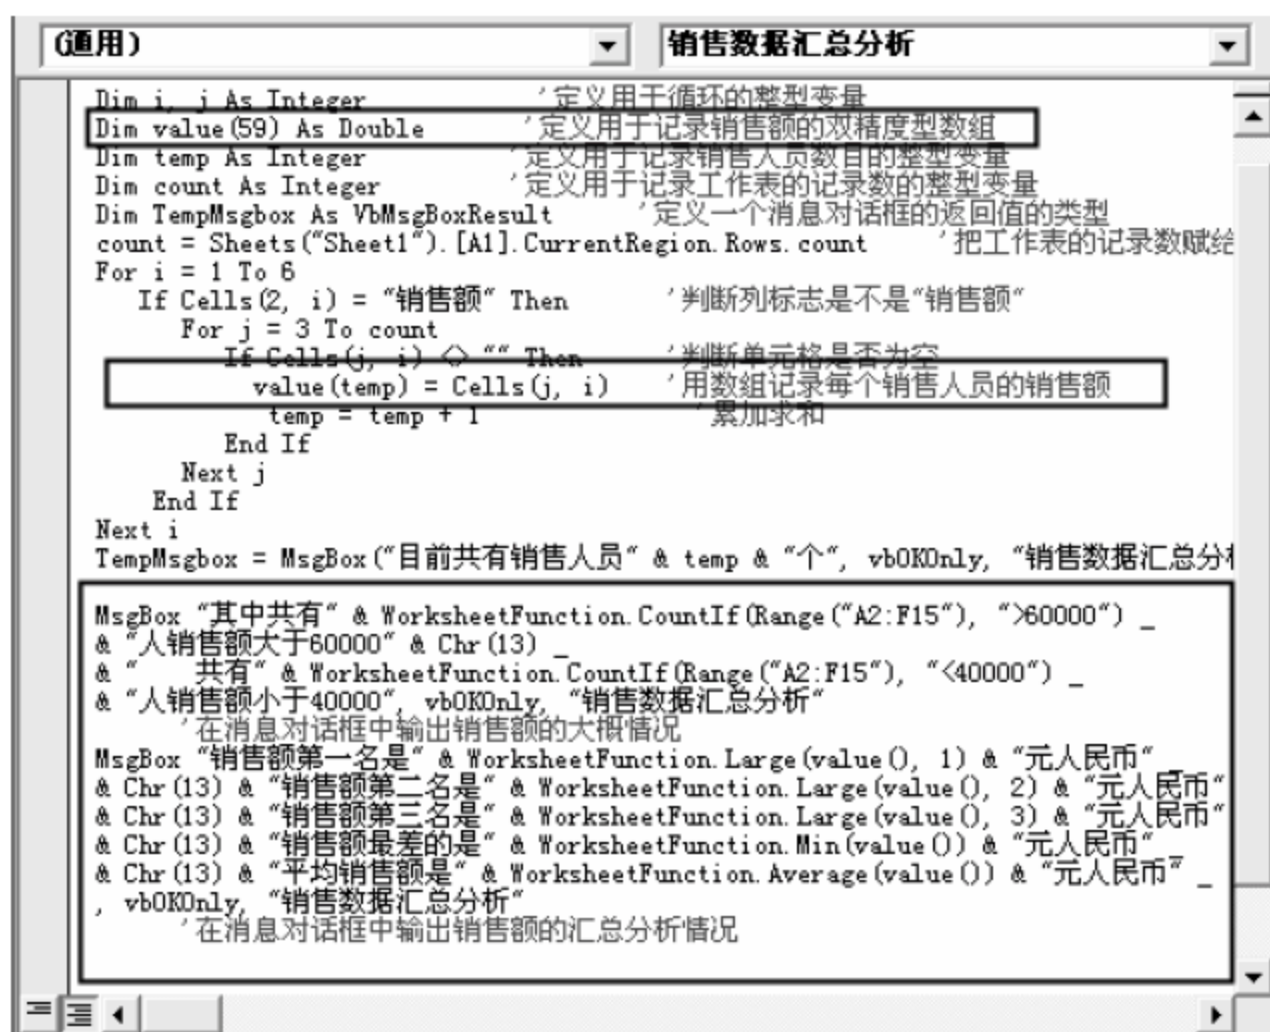 (通用)
销售数据汇总分析
Dim i, j As Integer '定义用于循环的整型变量
Dim value(59) As Double '定义用于记录销售额的双精度型数组
Dim temp As Integer '定义用于记录销售人员数目的整型变量
Dim count As Integer '定义用于记录工作表的记录数的整型变量
Dim TempMsgbox As VbMsgBoxResult '定义一个消息对话框的返回值的类型
count = Sheets("Sheet1").[A1].CurrentRegion.Rows.count '把工作表的记录数赋给
For i = 1 To 6
If Cells(2, i) = "销售额" Then '判断列标志是不是"销售额"
For j = 3 To count
If Cells(j, i) <> "" Then '判断单元格是否为空
value(temp) = Cells(j, i) '用数组记录每个销售人员的销售额
temp = temp + 1 '累加求和
End If
Next j
End If
Next i
TempMsgbox = MsgBox("目前共有销售人员" & temp & "个", vbOKOnly, "销售数据汇总分析
MsgBox "其中共有" & WorksheetFunction.CountIf(Range("A2:F15"), ">60000") _
& "人销售额大于60000" & Chr(13) _
& " 共有" & WorksheetFunction.CountIf(Range("A2:F15"), "<40000") _
& "人销售额小于40000", vbOKOnly, "销售数据汇总分析"
'在消息对话框中输出销售额的大概情况
MsgBox "销售额第一名是" & WorksheetFunction.Large(value(), 1) & "元人民币" _
& Chr(13) & "销售额第二名是" & WorksheetFunction.Large(value(), 2) & "元人民币"
& Chr(13) & "销售额第三名是" & WorksheetFunction.Large(value(), 3) & "元人民币"
& Chr(13) & "销售额最差的是" & WorksheetFunction.Min(value()) & "元人民币" _
& Chr(13) & "平均销售额是" & WorksheetFunction.Average(value()) & "元人民币" _
, vbOKOnly, "销售数据汇总分析"
'在消息对话框中输出销售额的汇总分析情况